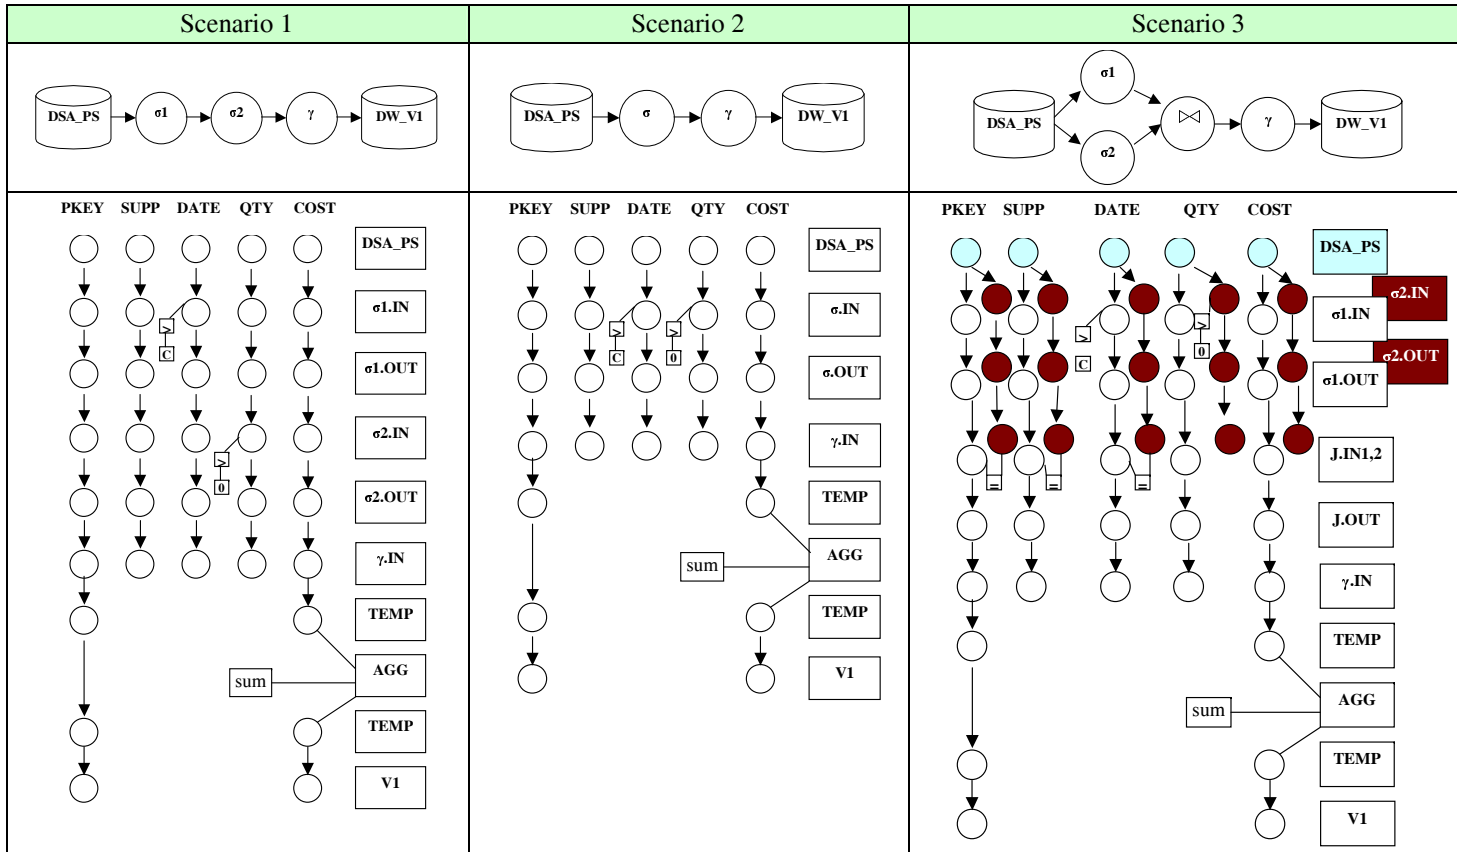 Scenario 1
Scenario 2
Scenario 3
DSA_PS σ1 σ2 γ DW_V1
DSA_PS σ γ DW_V1
DSA_PS σ1 σ2 ⋈ γ DW_V1
PKEY SUPP DATE QTY COST
DSA_PS
σ1.IN
>
C
σ1.OUT
σ2.IN
>
0
σ2.OUT
γ.IN
TEMP
AGG
sum
TEMP
V1
PKEY SUPP DATE QTY COST
DSA_PS
σ.IN
> >
C 0
σ.OUT
γ.IN
TEMP
AGG
sum
TEMP
V1
PKEY SUPP DATE QTY COST
DSA_PS
σ2.IN
σ1.IN
> >
C 0
σ2.OUT
σ1.OUT
J.IN1,2
= = =
J.OUT
γ.IN
TEMP
AGG
sum
TEMP
V1